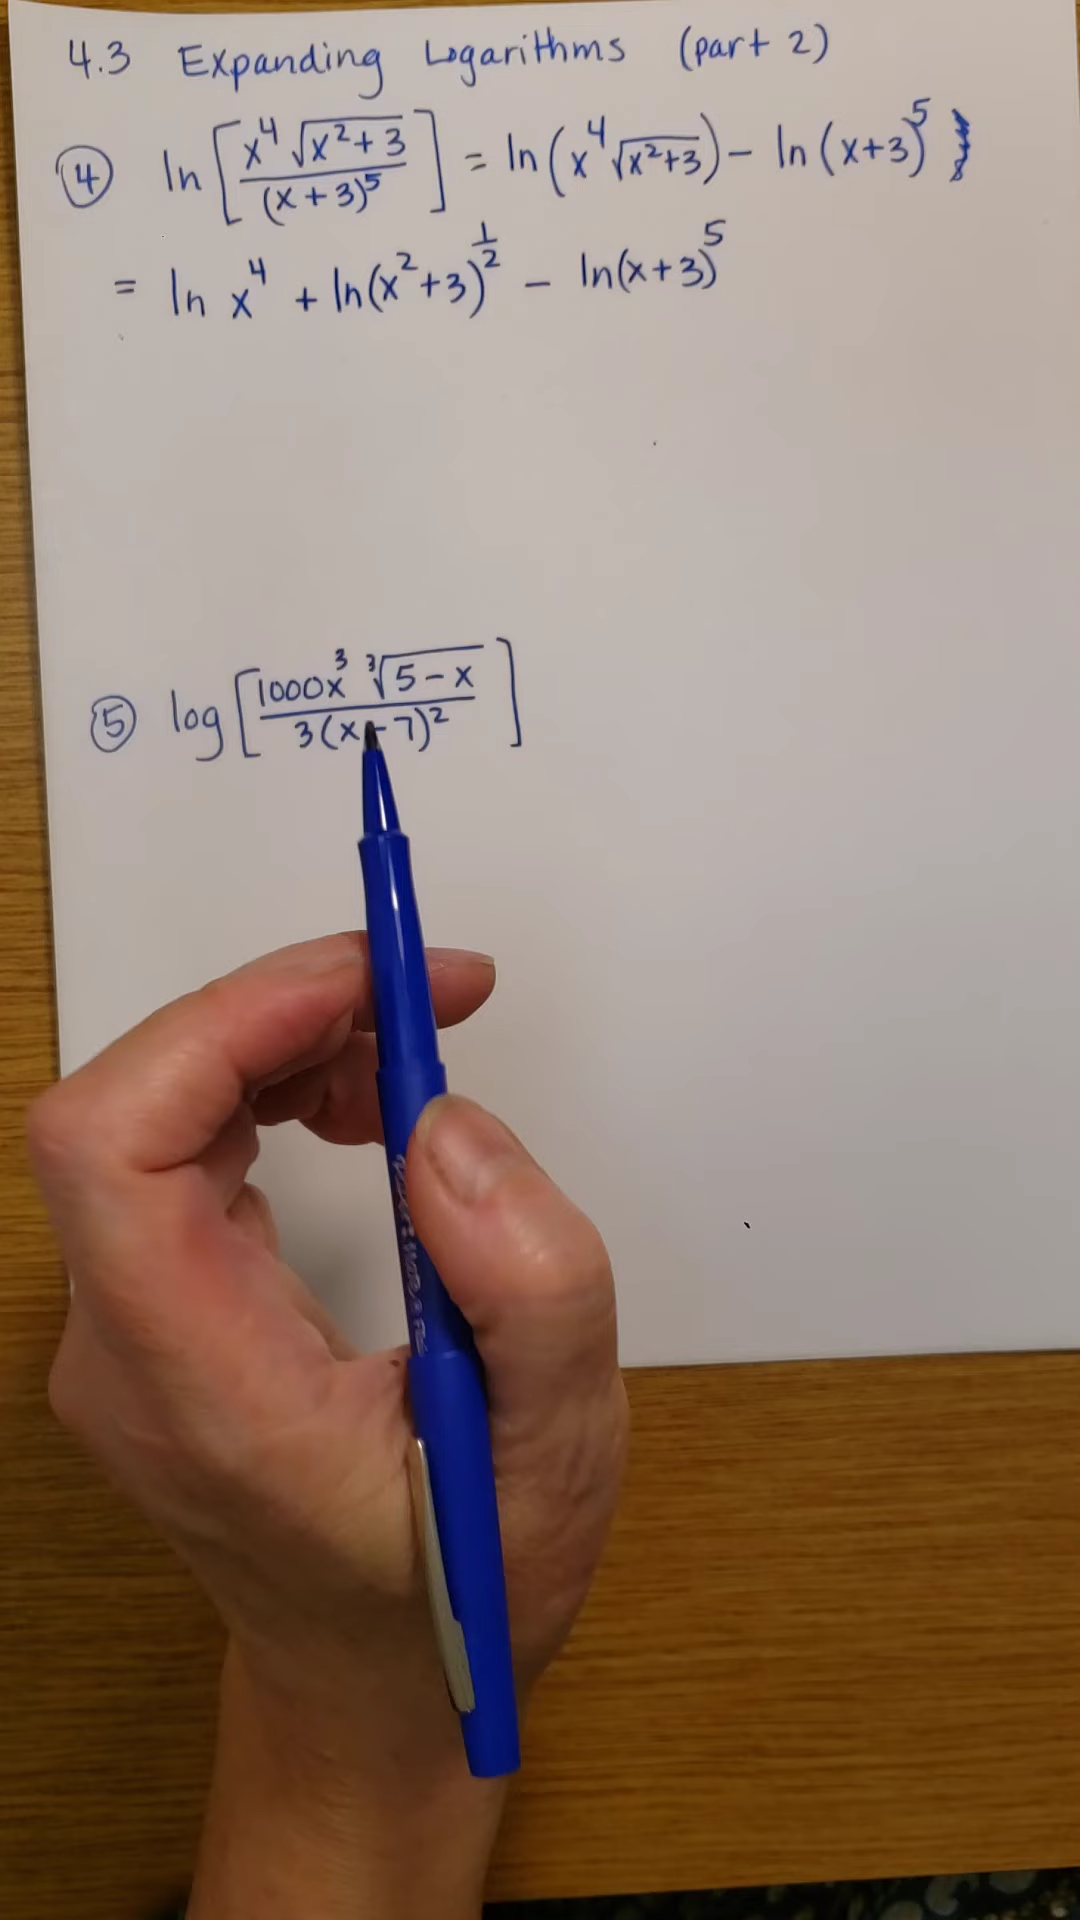 4.3 Expanding Logarithms (part 2)
④ ln [x⁴ √(x²+3) / (x+3)⁵] = ln(x⁴√(x²+3)) − ln(x+3)⁵
= ln x⁴ + ln(x²+3)^(1/2) − ln(x+3)⁵
⑤ log [1000x³ ∛(5−x) / 3(x−7)²]